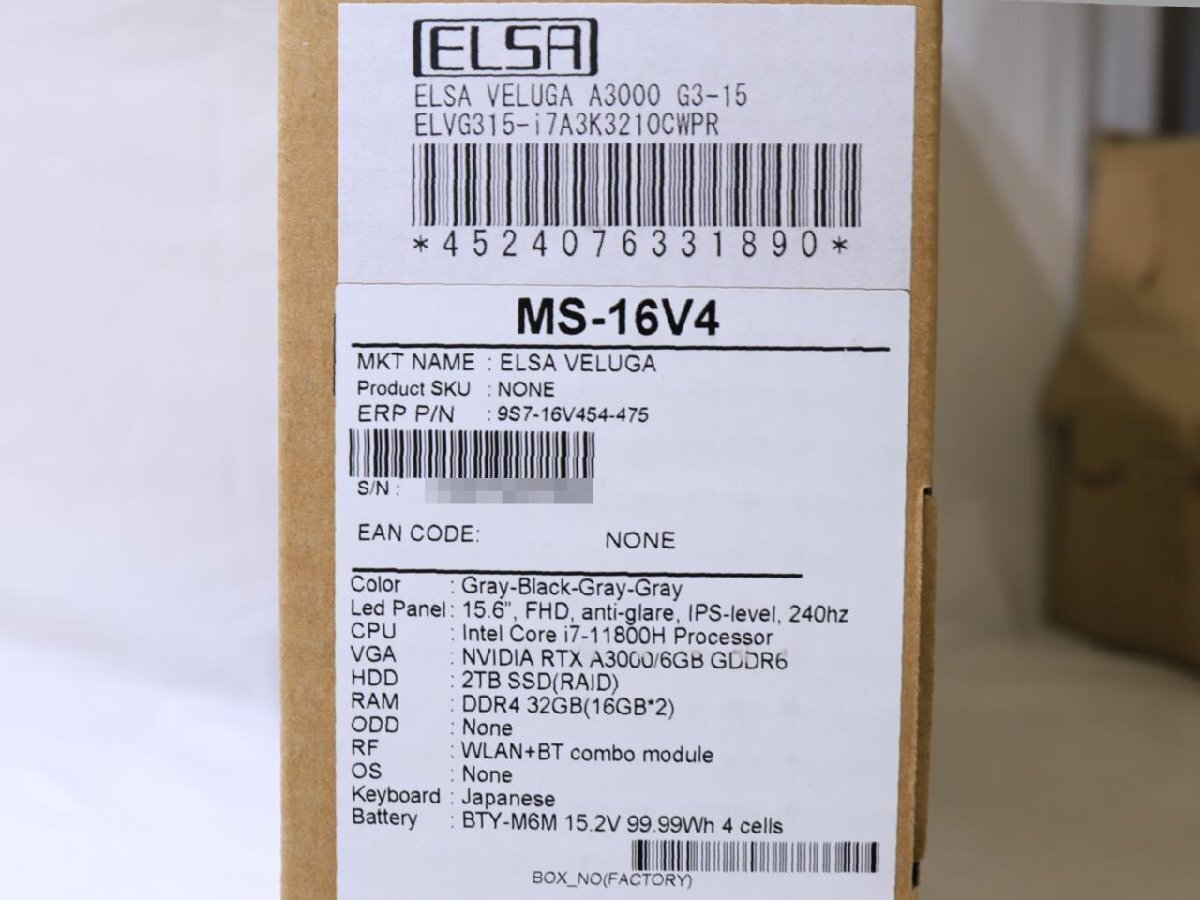 ELSA
ELSA VELUGA A3000 G3-15
ELVG315-i7A3K3210CWPR
*4524076331890*
MS-16V4
MKT NAME : ELSA VELUGA
Product SKU : NONE
ERP P/N : 9S7-16V454-475
S/N :
EAN CODE: NONE
Color : Gray-Black-Gray-Gray
Led Panel : 15.6", FHD, anti-glare, IPS-level, 240hz
CPU : Intel Core i7-11800H Processor
VGA : NVIDIA RTX A3000/6GB GDDR6
HDD : 2TB SSD(RAID)
RAM : DDR4 32GB(16GB*2)
ODD : None
RF : WLAN+BT combo module
OS : None
Keyboard : Japanese
Battery : BTY-M6M 15.2V 99.99Wh 4 cells
BOX_NO(FACTORY)